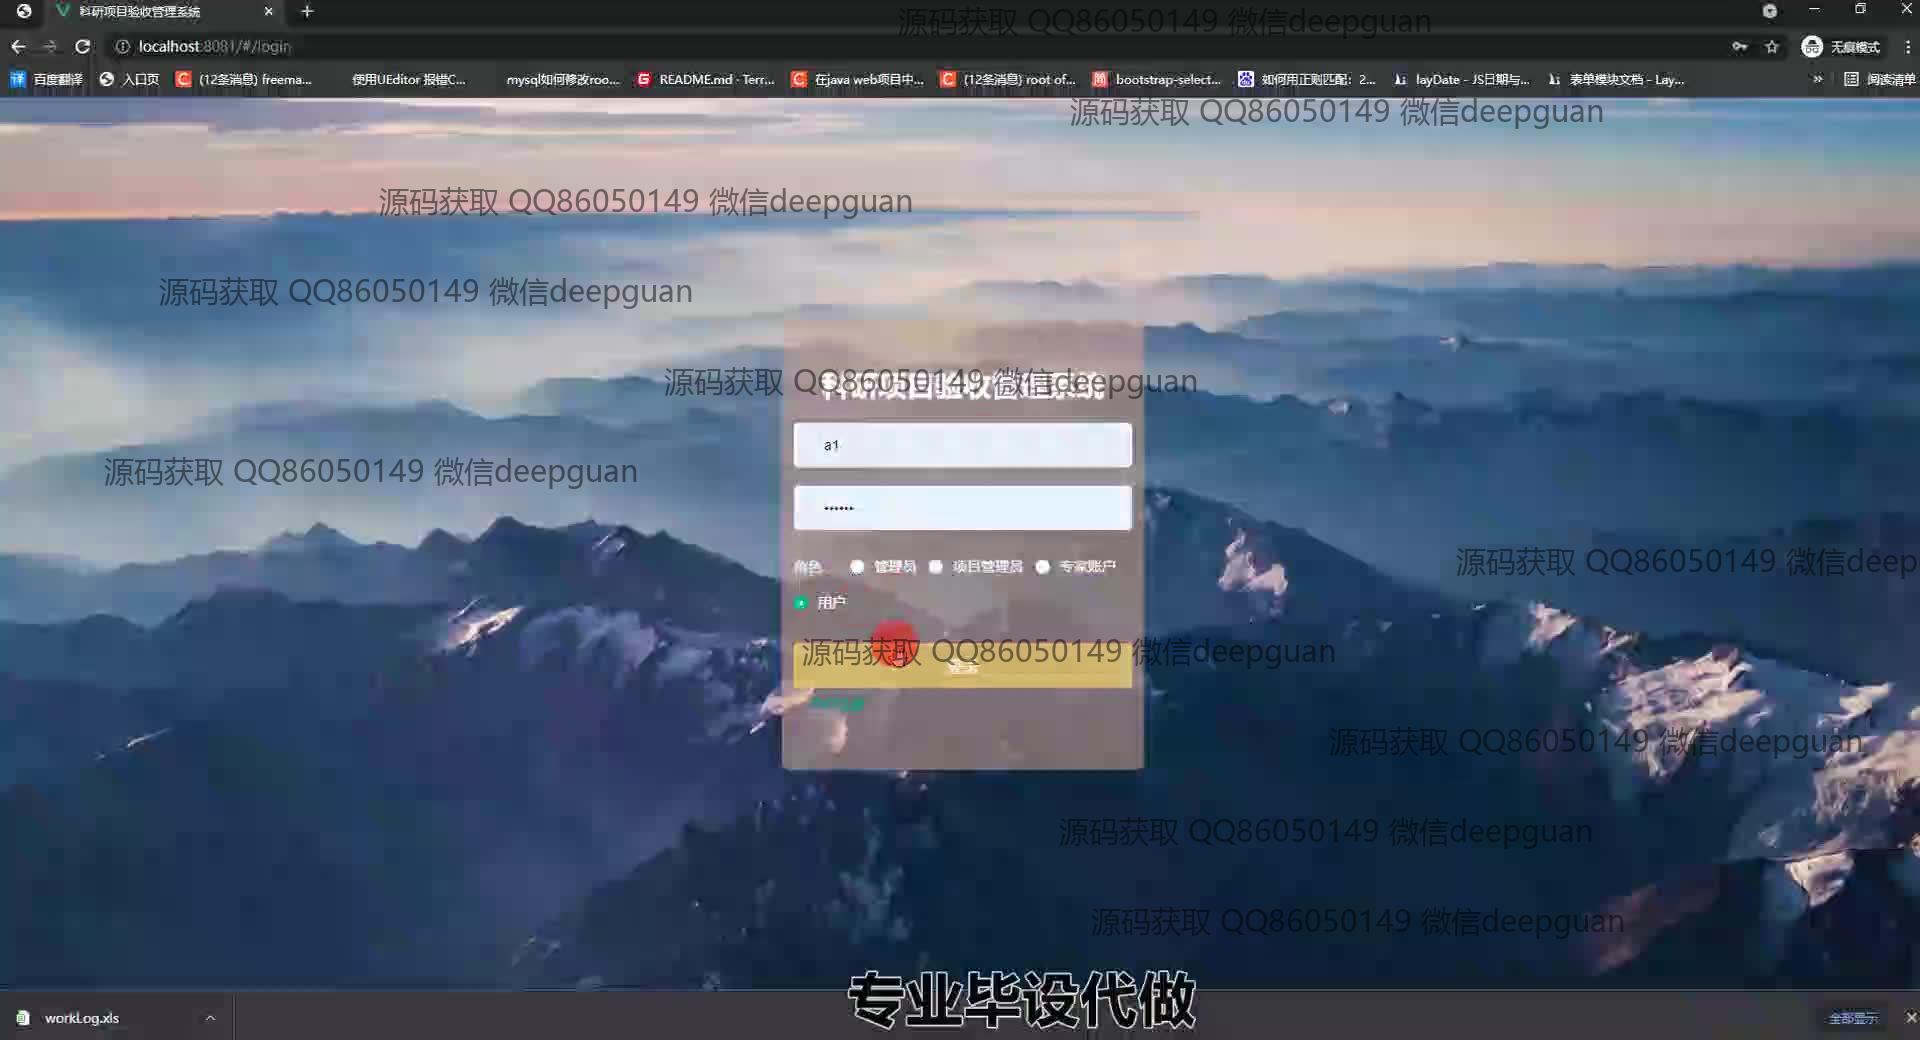 科研项目验收管理系统
源码获取 QQ86050149 微信deepguan
localhost:8081/#/login
无痕模式
百度翻译 入口页 (12条消息) freema... 使用UEditor 报错C... mysql如何修改roo... README.md · Terr... 在java web项目中... (12条消息) root of... bootstrap-select... 如何用正则匹配：2... layDate - JS日期与... 表单模块文档 - Lay... » 阅读清单
源码获取 QQ86050149 微信deepguan
源码获取 QQ86050149 微信deepguan
源码获取 QQ86050149 微信deepguan
源码获取 QQ86050149 微信deepguan
科研项目验收管理系统
a1
源码获取 QQ86050149 微信deepguan
••••••
源码获取 QQ86050149 微信deep
角色 管理员 项目管理员 专家账户
用户
源码获取 QQ86050149 微信deepguan
登录
源码获取 QQ86050149 微信deepguan
源码获取 QQ86050149 微信deepguan
源码获取 QQ86050149 微信deepguan
专业毕设代做
workLog.xls
全部显示